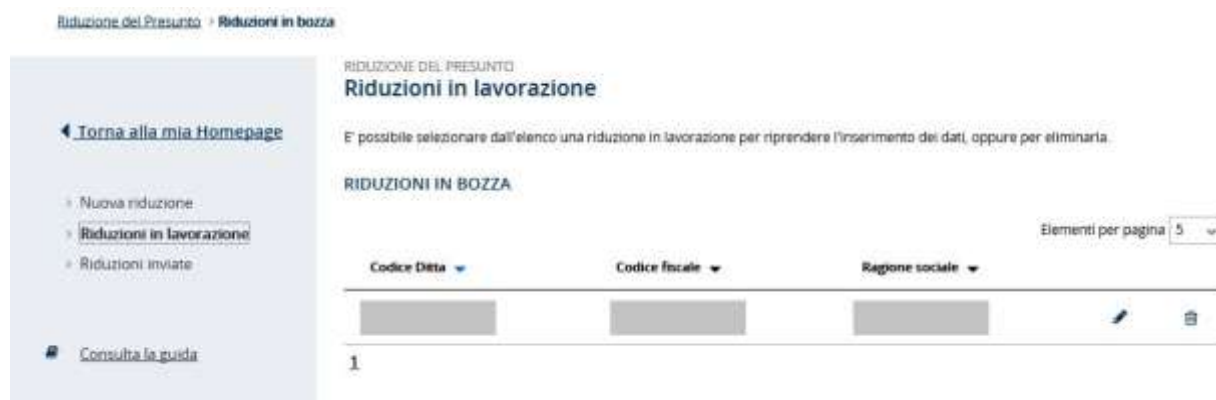 Riduzione del Presunto > Riduzioni in bozza
RIDUZIONE DEL PRESUNTO
Riduzioni in lavorazione
Torna alla mia Homepage
E' possibile selezionare dall'elenco una riduzione in lavorazione per riprendere l'inserimento dei dati, oppure per eliminarla.
RIDUZIONI IN BOZZA
Nuova riduzione
Riduzioni in lavorazione
Riduzioni inviate
Elementi per pagina 5
Codice Ditta Codice fiscale Ragione sociale
Consulta la guida
1